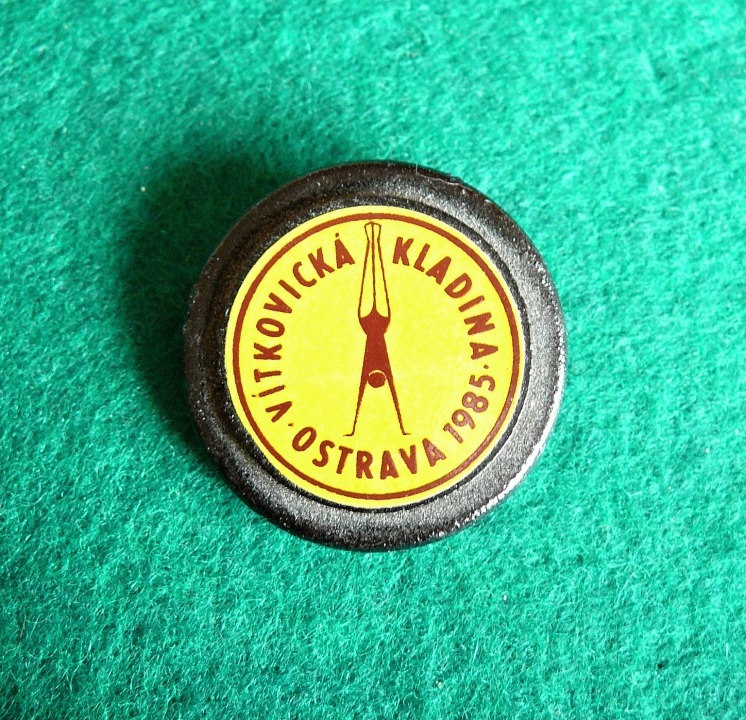 VÍTKOVICKÁ KLADINA
· OSTRAVA 1985 ·